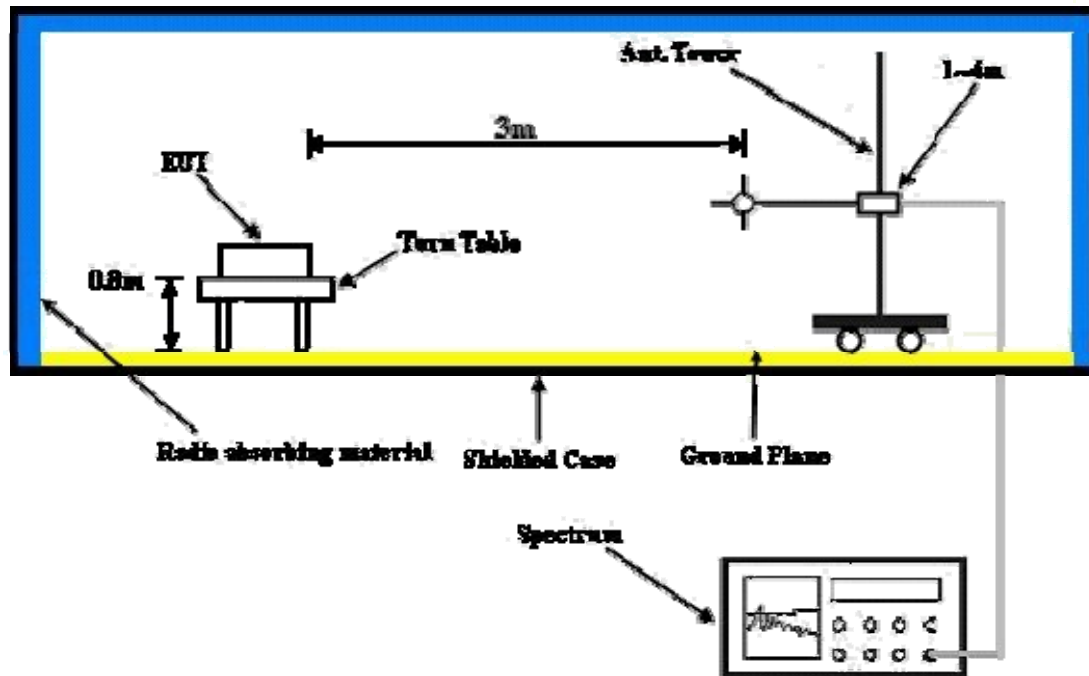 Ant. Tower
1~4m
3m
EUT
Turn Table
0.8m
Radio absorbing material
Shielded Case
Ground Plane
Spectrum